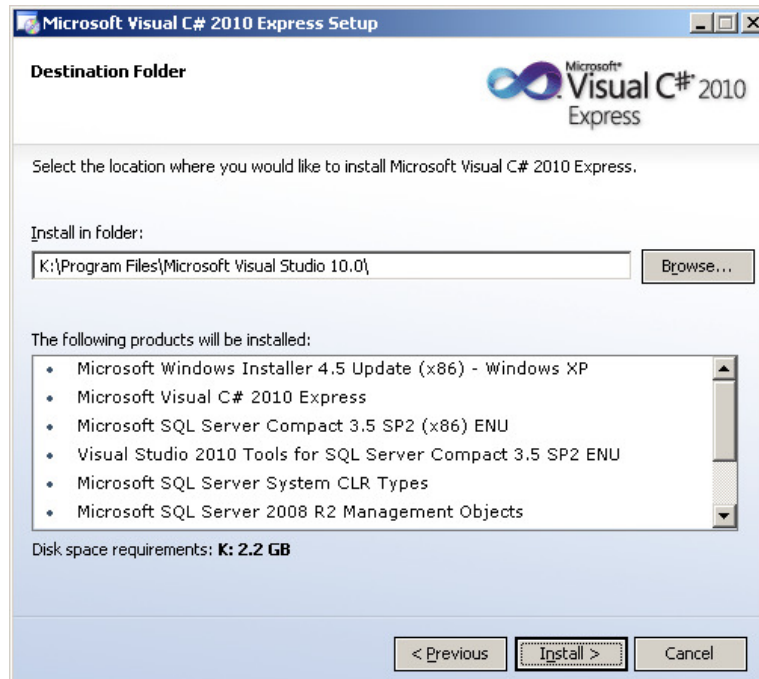 Microsoft Visual C# 2010 Express Setup
Destination Folder
Microsoft®
Visual C#® 2010
Express
Select the location where you would like to install Microsoft Visual C# 2010 Express.
Install in folder:
K:\Program Files\Microsoft Visual Studio 10.0\
Browse...
The following products will be installed:
• Microsoft Windows Installer 4.5 Update (x86) - Windows XP
• Microsoft Visual C# 2010 Express
• Microsoft SQL Server Compact 3.5 SP2 (x86) ENU
• Visual Studio 2010 Tools for SQL Server Compact 3.5 SP2 ENU
• Microsoft SQL Server System CLR Types
• Microsoft SQL Server 2008 R2 Management Objects
Disk space requirements: K: 2.2 GB
< Previous
Install >
Cancel